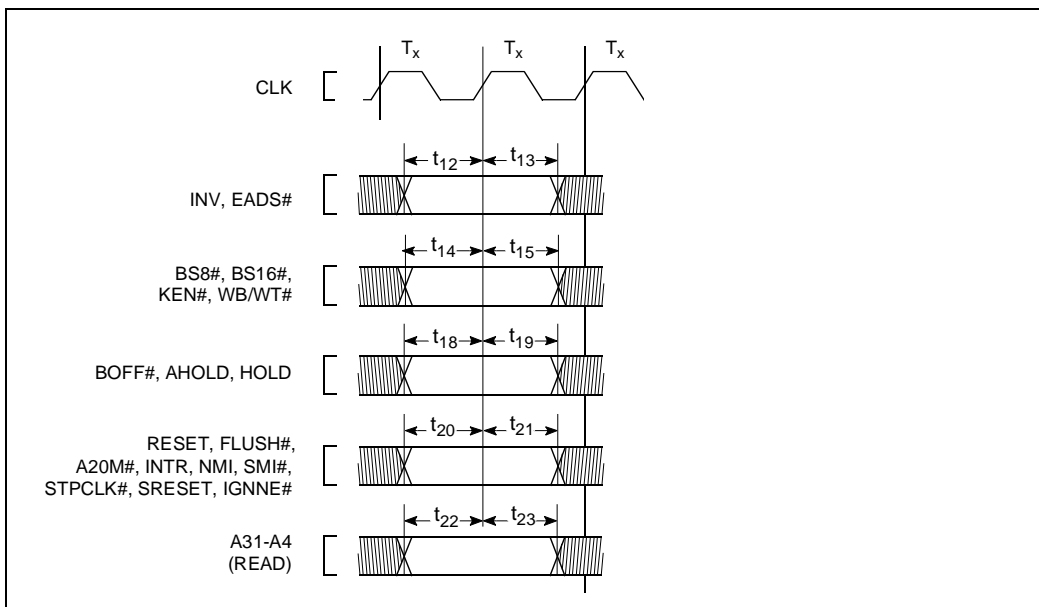 Tx Tx Tx
CLK
t12 t13
INV, EADS#
t14 t15
BS8#, BS16#,
KEN#, WB/WT#
t18 t19
BOFF#, AHOLD, HOLD
t20 t21
RESET, FLUSH#,
A20M#, INTR, NMI, SMI#,
STPCLK#, SRESET, IGNNE#
t22 t23
A31-A4
(READ)